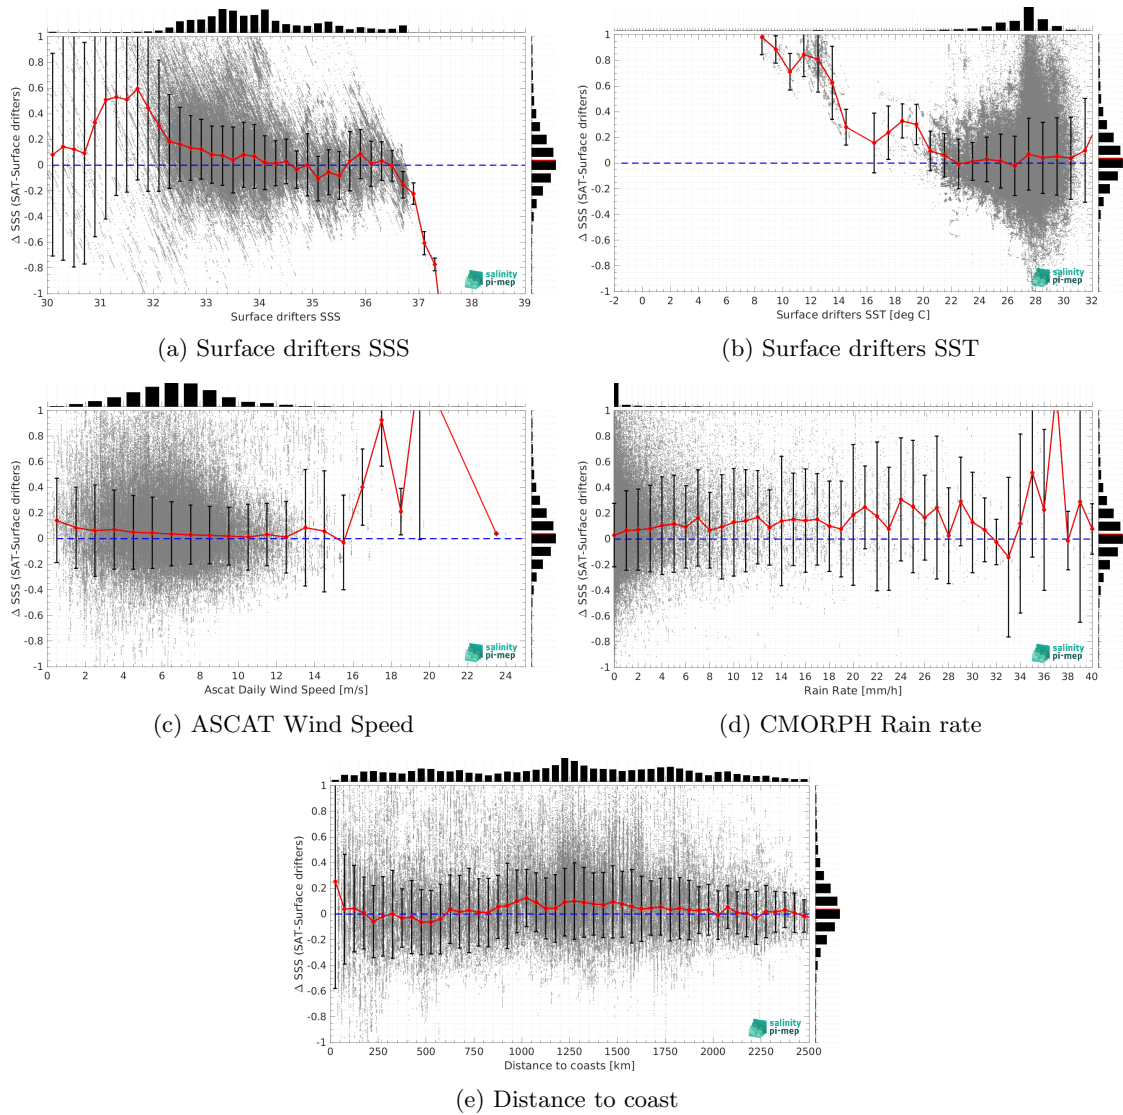 1
0.8
0.6
0.4
0.2
0
-0.2
-0.4
-0.6
-0.8
-1
Δ SSS (SAT-Surface drifters)
30 31 32 33 34 35 36 37 38 39
Surface drifters SSS
salinity
pi-mep
(a) Surface drifters SSS
1
0.8
0.6
0.4
0.2
0
-0.2
-0.4
-0.6
-0.8
-1
Δ SSS (SAT-Surface drifters)
-2 0 2 4 6 8 10 12 14 16 18 20 22 24 26 28 30 32
Surface drifters SST [deg C]
salinity
pi-mep
(b) Surface drifters SST
1
0.8
0.6
0.4
0.2
0
-0.2
-0.4
-0.6
-0.8
-1
Δ SSS (SAT-Surface drifters)
0 2 4 6 8 10 12 14 16 18 20 22 24
Ascat Daily Wind Speed [m/s]
salinity
pi-mep
(c) ASCAT Wind Speed
1
0.8
0.6
0.4
0.2
0
-0.2
-0.4
-0.6
-0.8
-1
Δ SSS (SAT-Surface drifters)
0 2 4 6 8 10 12 14 16 18 20 22 24 26 28 30 32 34 36 38 40
Rain Rate [mm/h]
salinity
pi-mep
(d) CMORPH Rain rate
1
0.8
0.6
0.4
0.2
0
-0.2
-0.4
-0.6
-0.8
-1
Δ SSS (SAT-Surface drifters)
0 250 500 750 1000 1250 1500 1750 2000 2250 2500
Distance to coasts [km]
salinity
pi-mep
(e) Distance to coast